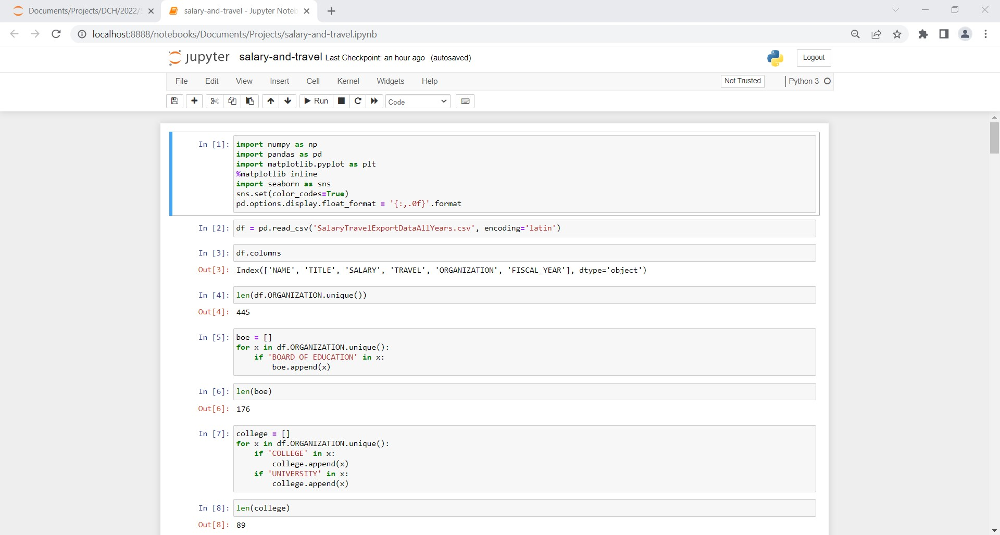 Documents/Projects/DCH/2022/
salary-and-travel - Jupyter Noteb
localhost:8888/notebooks/Documents/Projects/salary-and-travel.ipynb
jupyter salary-and-travel Last Checkpoint: an hour ago (autosaved)
Logout
File Edit View Insert Cell Kernel Widgets Help
Not Trusted
Python 3
Run
Code
In [1]: import numpy as np
import pandas as pd
import matplotlib.pyplot as plt
%matplotlib inline
import seaborn as sns
sns.set(color_codes=True)
pd.options.display.float_format = '{:,.0f}'.format
In [2]: df = pd.read_csv('SalaryTravelExportDataAllYears.csv', encoding='latin')
In [3]: df.columns
Out[3]: Index(['NAME', 'TITLE', 'SALARY', 'TRAVEL', 'ORGANIZATION', 'FISCAL_YEAR'], dtype='object')
In [4]: len(df.ORGANIZATION.unique())
Out[4]: 445
In [5]: boe = []
for x in df.ORGANIZATION.unique():
    if 'BOARD OF EDUCATION' in x:
        boe.append(x)
In [6]: len(boe)
Out[6]: 176
In [7]: college = []
for x in df.ORGANIZATION.unique():
    if 'COLLEGE' in x:
        college.append(x)
    if 'UNIVERSITY' in x:
        college.append(x)
In [8]: len(college)
Out[8]: 89